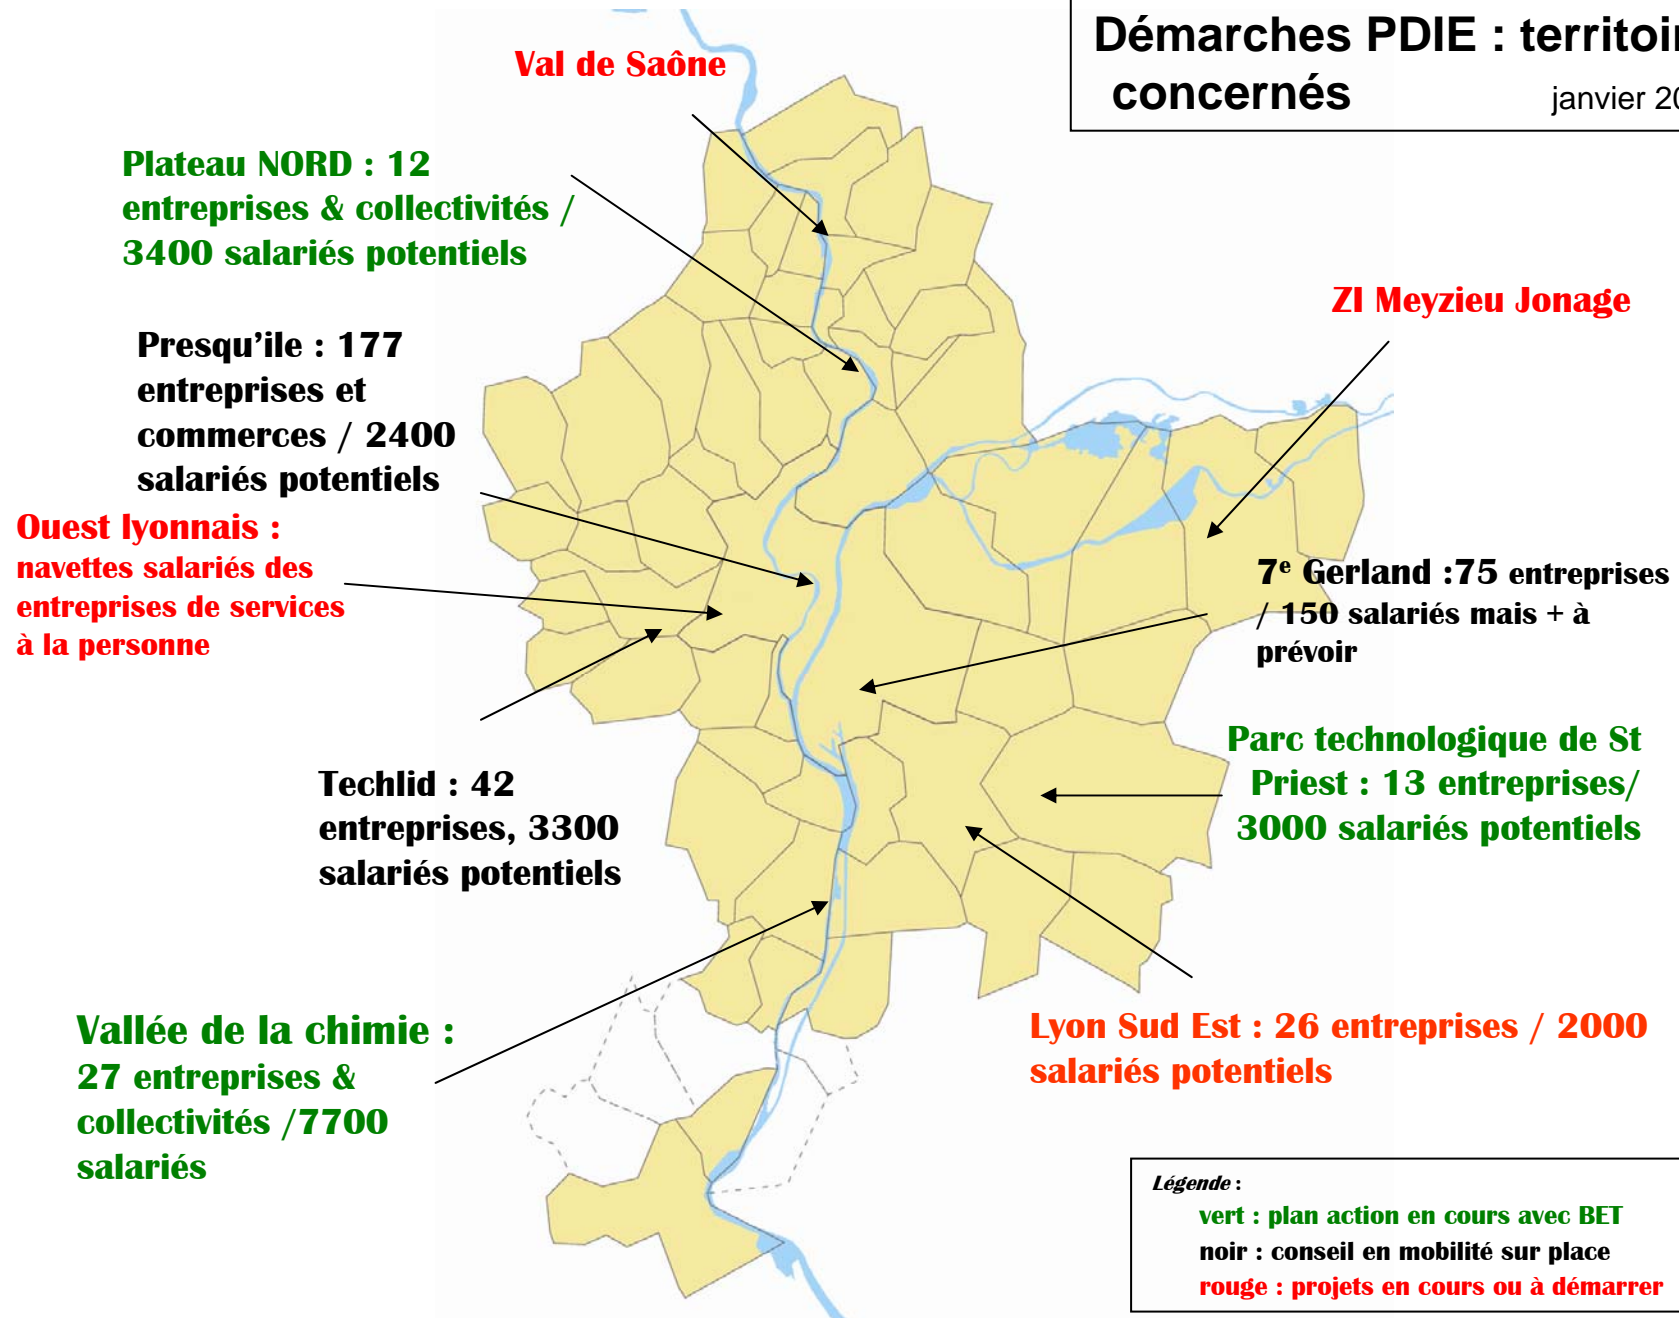 Démarches PDIE : territoir
concernés janvier 20
Val de Saône
Plateau NORD : 12
entreprises & collectivités /
3400 salariés potentiels
ZI Meyzieu Jonage
Presqu’ile : 177
entreprises et
commerces / 2400
salariés potentiels
Ouest lyonnais :
navettes salariés des
entreprises de services
à la personne
7e Gerland :75 entreprises
/ 150 salariés mais + à
prévoir
Parc technologique de St
Priest : 13 entreprises/
3000 salariés potentiels
Techlid : 42
entreprises, 3300
salariés potentiels
Vallée de la chimie :
27 entreprises &
collectivités /7700
salariés
Lyon Sud Est : 26 entreprises / 2000
salariés potentiels
Légende :
vert : plan action en cours avec BET
noir : conseil en mobilité sur place
rouge : projets en cours ou à démarrer